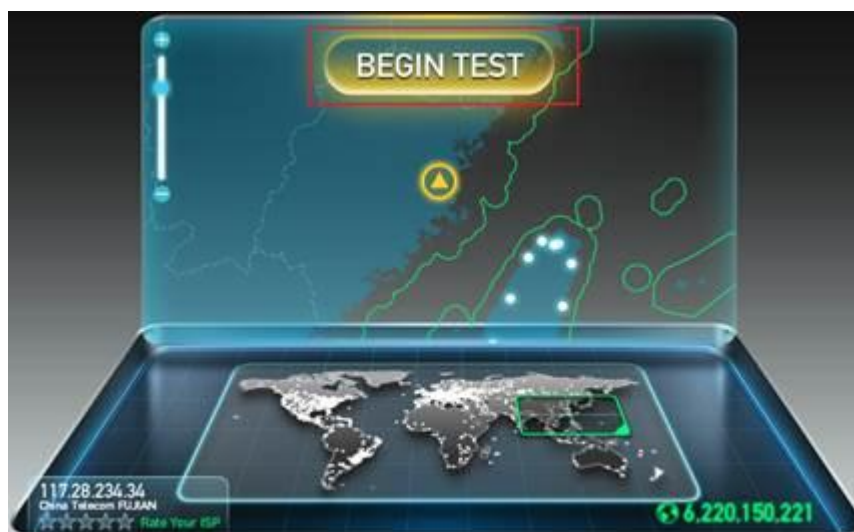 BEGIN TEST
117.28.234.34
China Telecom FUJIAN
Rate Your ISP
6,220,150,221